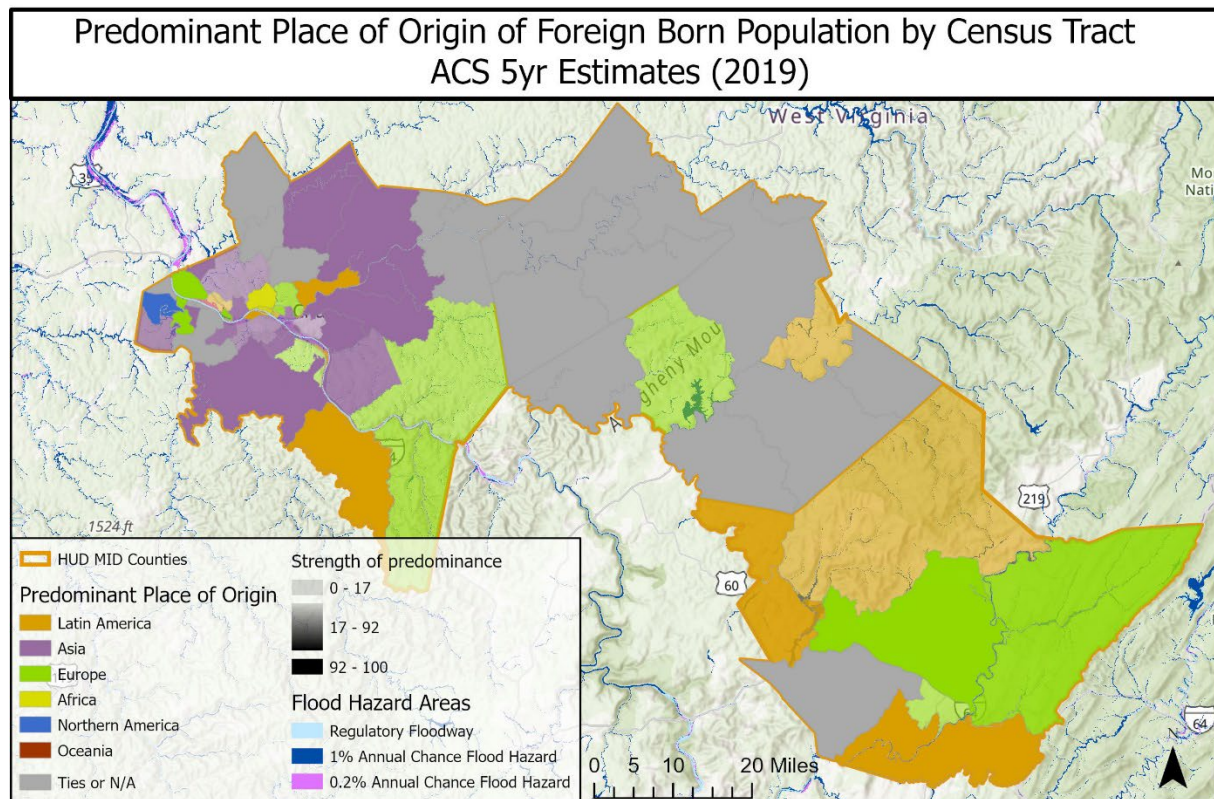 Predominant Place of Origin of Foreign Born Population by Census Tract
ACS 5yr Estimates (2019)
West Virginia
35
Mo
Nati
C
gheny Mou
A
219
1524 ft
60
64
N
HUD MID Counties
Predominant Place of Origin
Latin America
Asia
Europe
Africa
Northern America
Oceania
Ties or N/A
Strength of predominance
0 - 17
17 - 92
92 - 100
Flood Hazard Areas
Regulatory Floodway
1% Annual Chance Flood Hazard
0.2% Annual Chance Flood Hazard
0 5 10 20 Miles